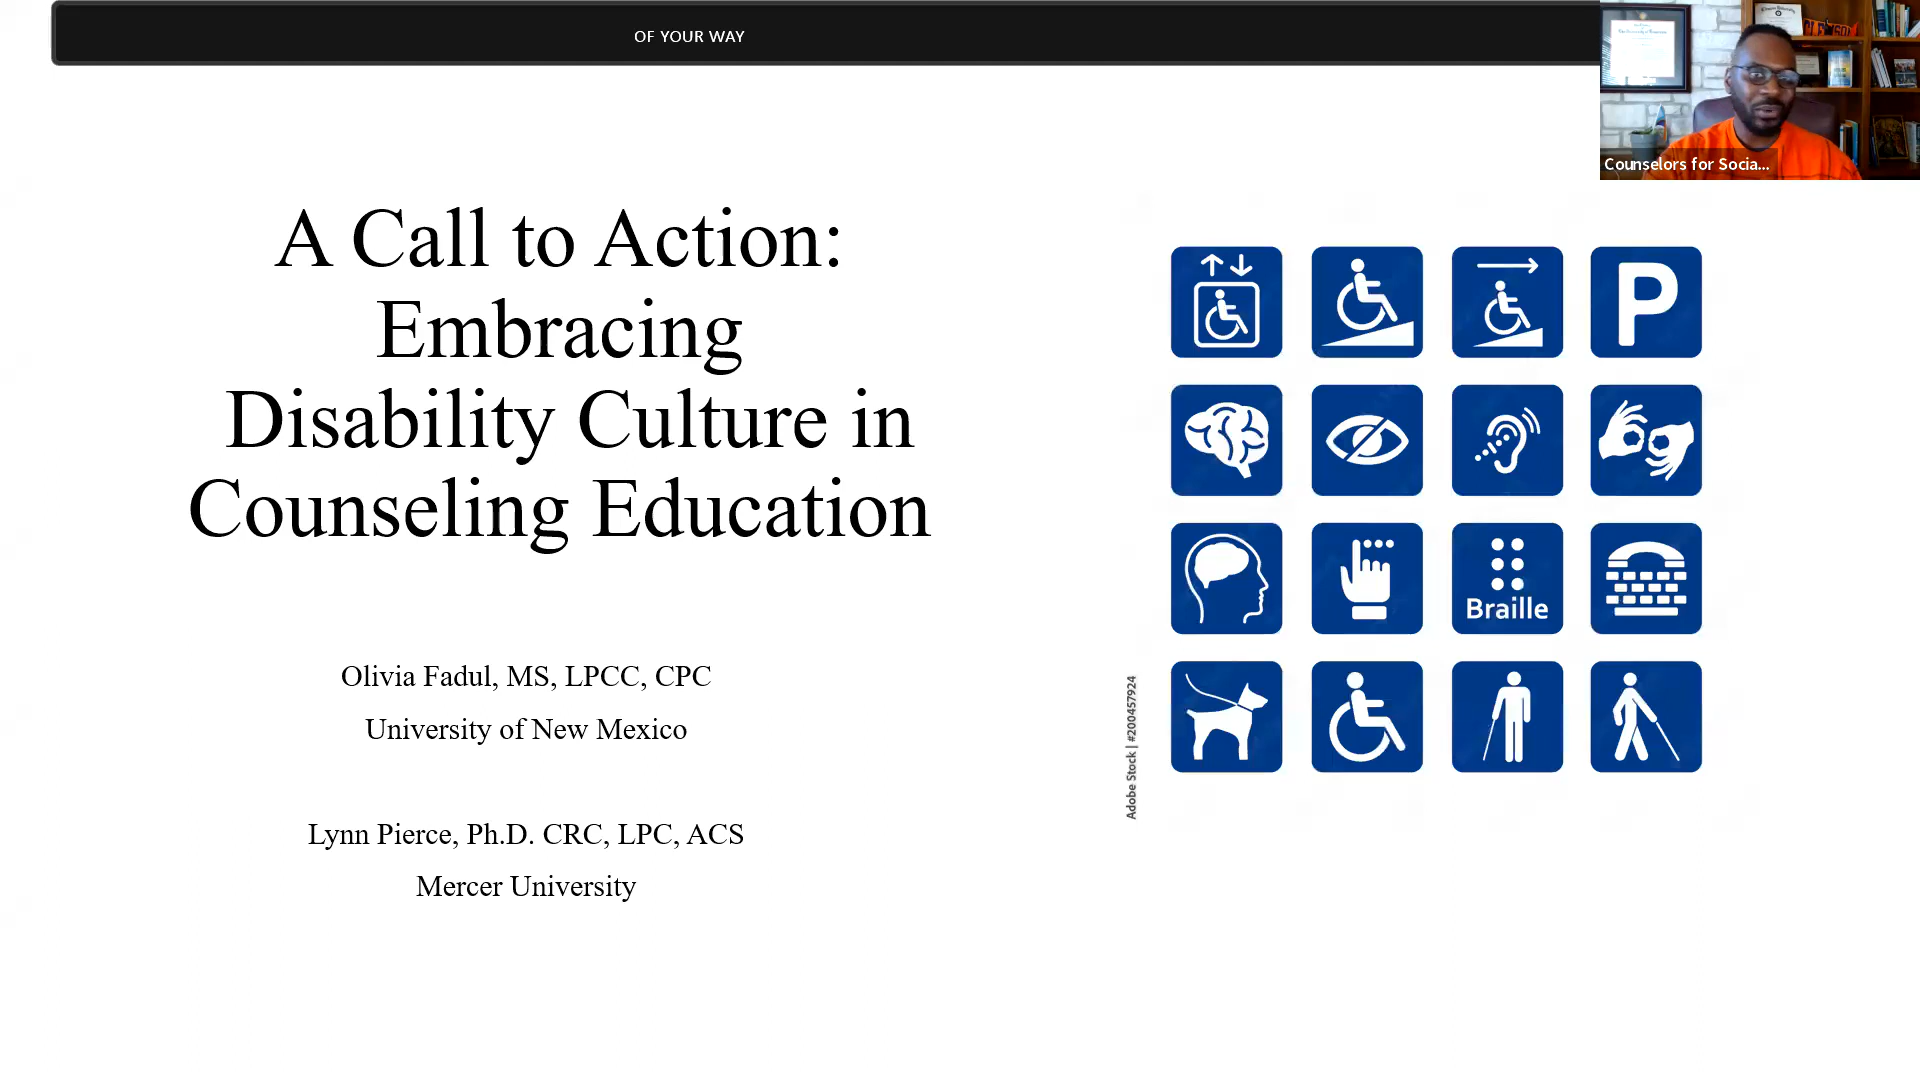 OF YOUR WAY
Counselors for Socia...
A Call to Action:
Embracing
Disability Culture in
Counseling Education
Olivia Fadul, MS, LPCC, CPC
University of New Mexico
Lynn Pierce, Ph.D. CRC, LPC, ACS
Mercer University
P
Braille
Adobe Stock | #200457924